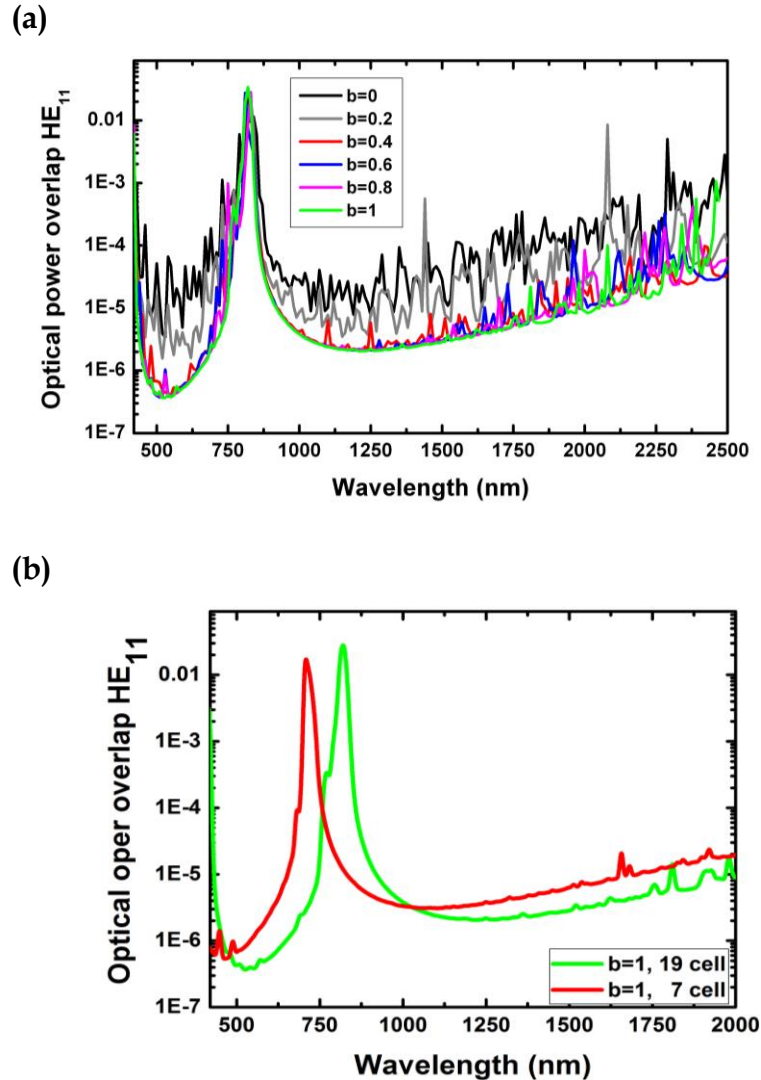 (a)
Optical power overlap HE11
0.01
1E-3
1E-4
1E-5
1E-6
1E-7
b=0
b=0.2
b=0.4
b=0.6
b=0.8
b=1
500 750 1000 1250 1500 1750 2000 2250 2500
Wavelength (nm)
(b)
Optical oper overlap HE11
0.01
1E-3
1E-4
1E-5
1E-6
1E-7
b=1, 19 cell
b=1, 7 cell
500 750 1000 1250 1500 1750 2000
Wavelength (nm)